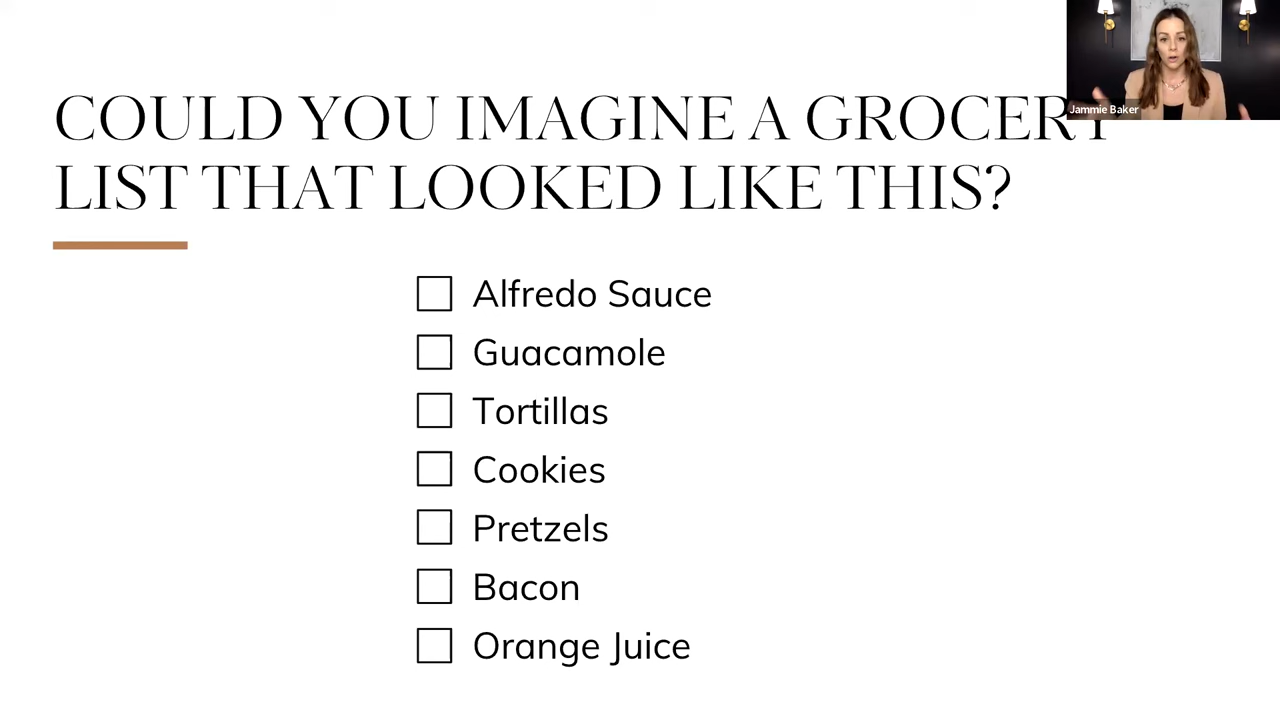 COULD YOU IMAGINE A GROCERY
LIST THAT LOOKED LIKE THIS?
Jammie Baker
Alfredo Sauce
Guacamole
Tortillas
Cookies
Pretzels
Bacon
Orange Juice